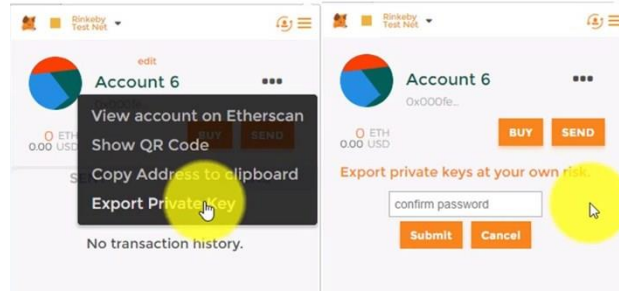 Rinkeby
Test Net
edit
Account 6
View account on Etherscan
Show QR Code
Copy Address to clipboard
Export Private Key
0 ETH
0.00 USD
BUY
SEND
No transaction history.
Rinkeby
Test Net
Account 6
0x000fe...
0 ETH
0.00 USD
BUY
SEND
Export private keys at your own risk.
confirm password
Submit
Cancel